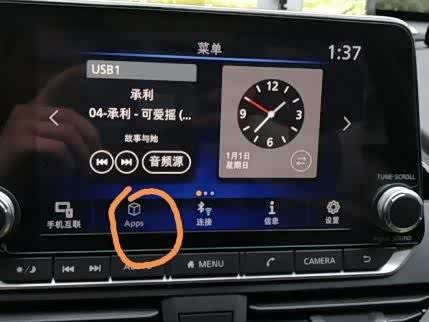 菜单
1:37
USB1
承利
04-承利 - 可爱摇 (...
故事与她
音频源
12
3
6
9
1月1日
星期日
TUNE·SCROLL
手机互联
Apps
连接
信息
设置
MENU
CAMERA